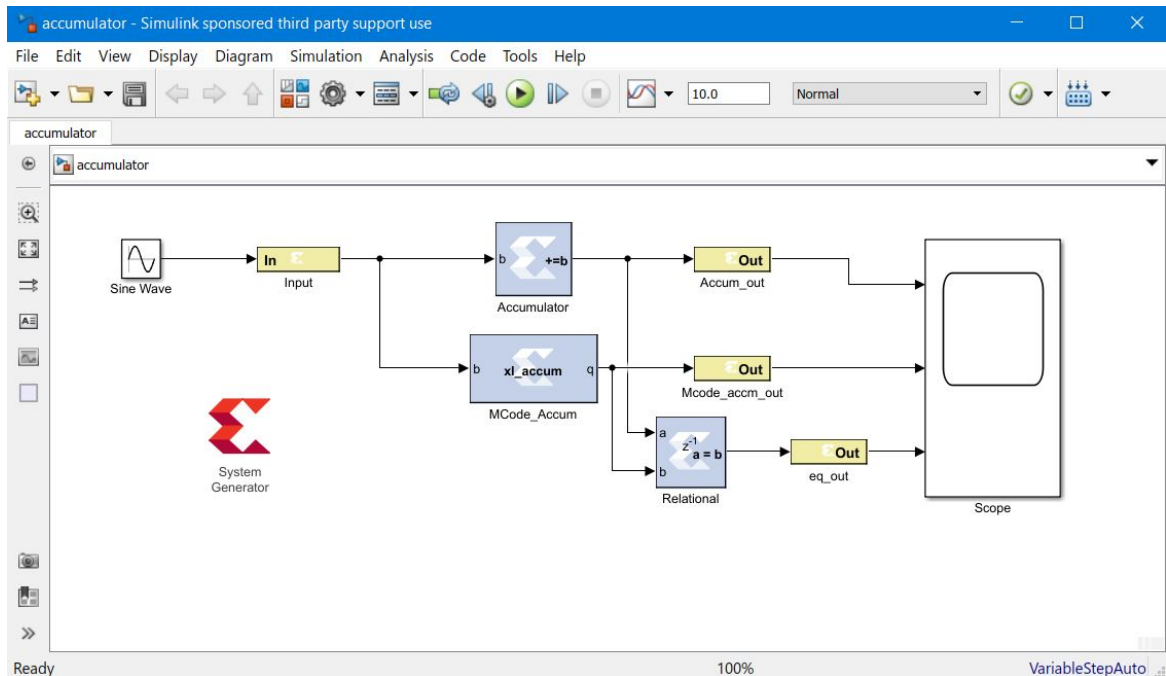 accumulator - Simulink sponsored third party support use
File Edit View Display Diagram Simulation Analysis Code Tools Help
10.0 Normal
accumulator
accumulator
Sine Wave
In
Input
b +=b
Accumulator
Out
Accum_out
b xl_accum q
MCode_Accum
Out
Mcode_accm_out
a
z-1
a = b
b
Relational
Out
eq_out
Scope
System
Generator
Ready 100% VariableStepAuto